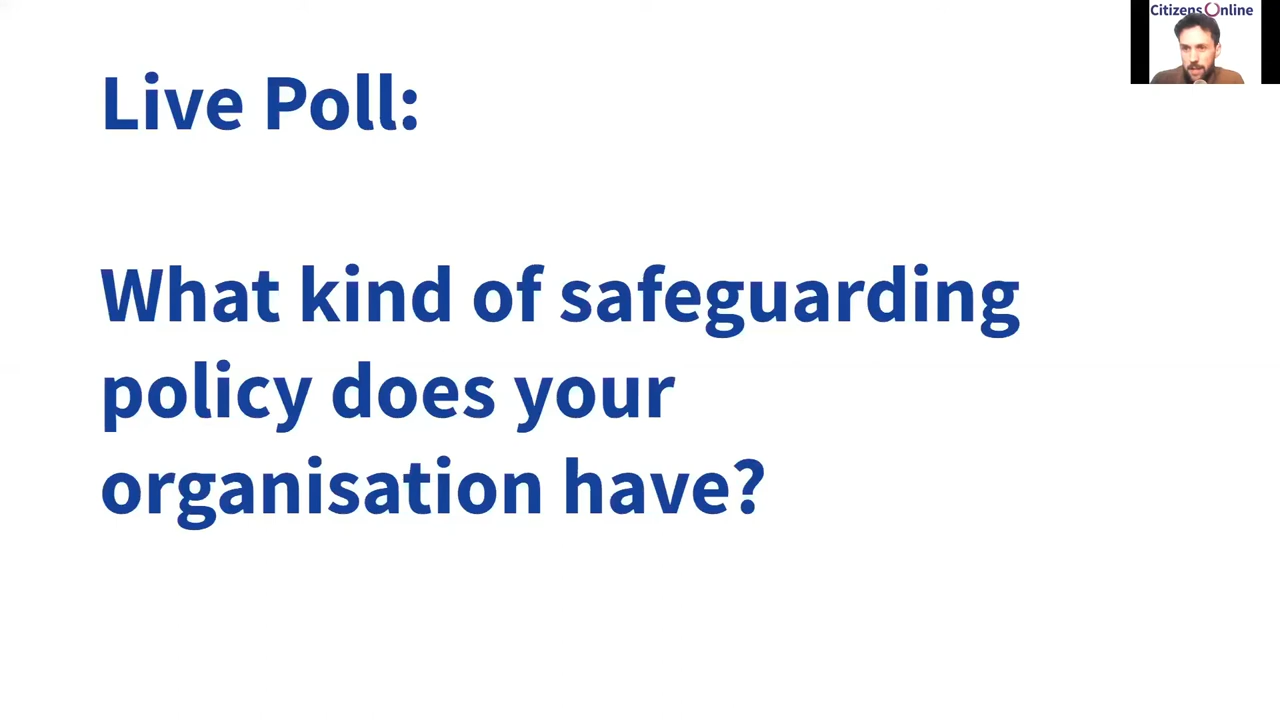 Citizens Online
Live Poll:
What kind of safeguarding
policy does your
organisation have?